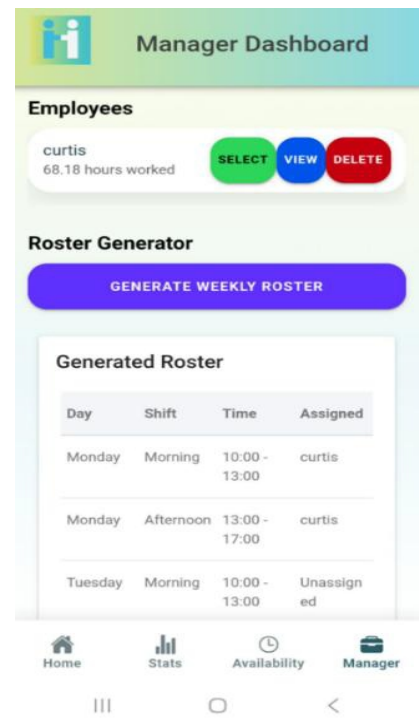 Manager Dashboard
Employees
curtis
68.18 hours worked
SELECT VIEW DELETE
Roster Generator
GENERATE WEEKLY ROSTER
Generated Roster
Day Shift Time Assigned
Monday Morning 10:00 - curtis
13:00
Monday Afternoon 13:00 - curtis
17:00
Tuesday Morning 10:00 - Unassign
13:00 ed
Home Stats Availability Manager